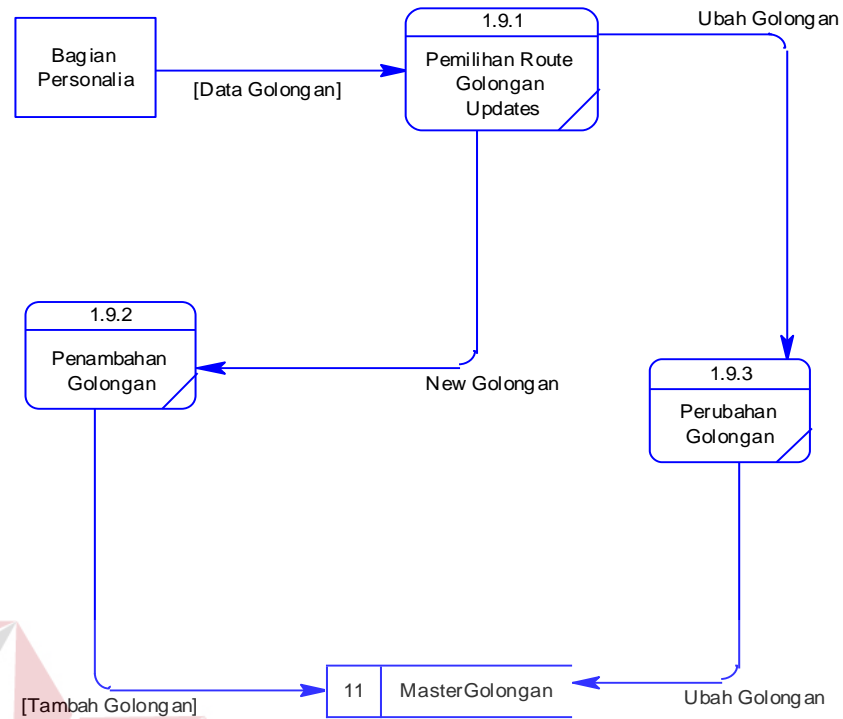 Bagian
Personalia
[Data Golongan]
1.9.1
Pemilihan Route
Golongan
Updates
Ubah Golongan
1.9.2
Penambahan
Golongan
New Golongan
1.9.3
Perubahan
Golongan
[Tambah Golongan]
11 MasterGolongan
Ubah Golongan